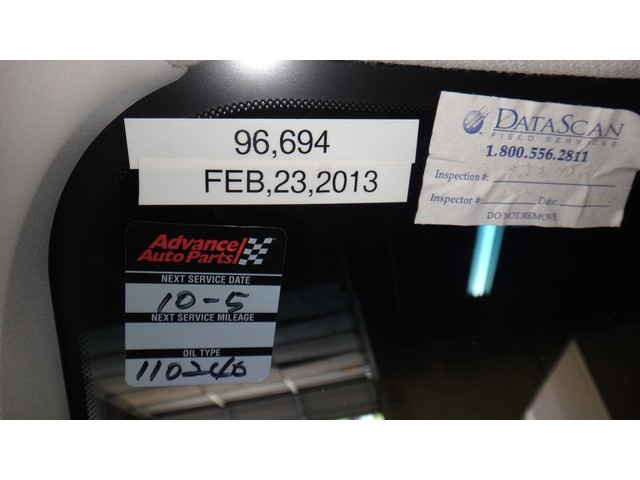 96,694
FEB,23,2013
DATASCAN
FIELD SERVICES
1.800.556.2811
Inspection #:
Inspector #: Date:
DO NOT REMOVE
Advance
Auto Parts
NEXT SERVICE DATE
10-5
NEXT SERVICE MILEAGE
OIL TYPE
110240